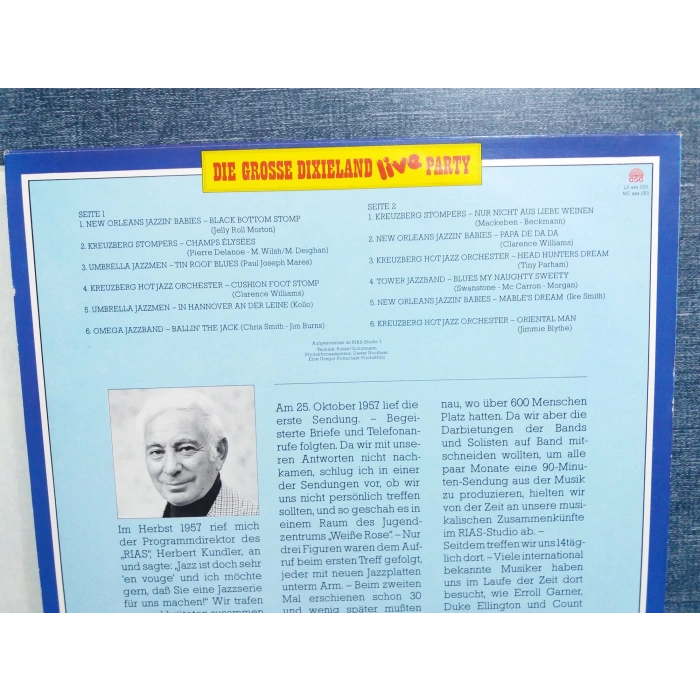 DIE GROSSE DIXIELAND live PARTY
SEITE 1
1. NEW ORLEANS JAZZIN' BABIES – BLACK BOTTOM STOMP
(Jelly Roll Morton)
2. KREUZBERG STOMPERS – CHAMPS ÉLYSÉES
(Pierre Delanoe - M. Wilsh/M. Deighan)
3. UMBRELLA JAZZMEN – TIN ROOF BLUES (Paul Joseph Mares)
4. KREUZBERG HOT JAZZ ORCHESTER – CUSHION FOOT STOMP
(Clarence Williams)
5. UMBRELLA JAZZMEN – IN HANNOVER AN DER LEINE (Kollo)
6. OMEGA JAZZBAND – BALLIN' THE JACK (Chris Smith - Jim Burns)
SEITE 2
1. KREUZBERG STOMPERS – NUR NICHT AUS LIEBE WEINEN
(Mackeben - Beckmann)
2. NEW ORLEANS JAZZIN' BABIES – PAPA DE DA DA
(Clarence Williams)
3. KREUZBERG HOT JAZZ ORCHESTER – HEAD HUNTERS DREAM
(Tiny Parham)
4. TOWER JAZZBAND – BLUES MY NAUGHTY SWEETY
(Swanstone - Mc Carron - Morgan)
5. NEW ORLEANS JAZZIN' BABIES – MABLE'S DREAM (Ike Smith)
6. KREUZBERG HOT JAZZ ORCHESTER – ORIENTAL MAN
(Jimmie Blythe)
Aufgenommen im RIAS-Studio
Im Herbst 1957 rief mich
der Programmdirektor des
„RIAS“, Herbert Kundler, an
und sagte: „Jazz ist doch sehr
'en vouge' und ich möchte
gern, daß Sie eine Jazzserie
für uns machen!“ Wir trafen
zusammen
Am 25. Oktober 1957 lief die
erste Sendung. – Begei-
sterte Briefe und Telefonan-
rufe folgten. Da wir mit unse-
ren Antworten nicht nach-
kamen, schlug ich in einer
der Sendungen vor, ob wir
uns nicht persönlich treffen
sollten, und so geschah es in
einem Raum des Jugend-
zentrums „Weiße Rose“. – Nur
drei Figuren waren dem Auf-
ruf beim ersten Treff gefolgt,
jeder mit neuen Jazzplatten
unterm Arm. – Beim zweiten
Mal erschienen schon 30
und wenig später mußten
nau, wo über 600 Menschen
Platz hatten. Da wir aber die
Darbietungen der Bands
und Solisten auf Band mit-
schneiden wollten, um alle
paar Monate eine 90-Minu-
ten-Sendung aus der Musik
zu produzieren, hielten wir
von der Zeit an unsere musi-
kalischen Zusammenkünfte
im RIAS-Studio ab. –
Seitdem treffen wir uns 14täg-
lich dort. – Viele international
bekannte Musiker haben
uns im Laufe der Zeit dort
besucht, wie Erroll Garner,
Duke Ellington und Count